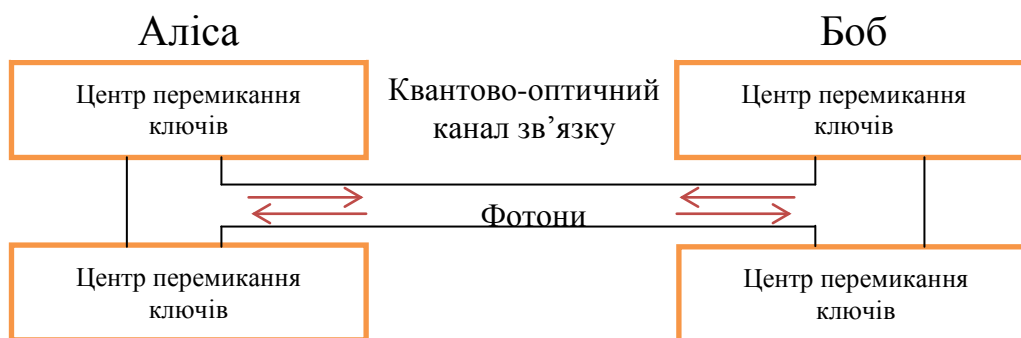 Аліса
Боб
Центр перемикання
ключів
Квантово-оптичний
канал зв’язку
Центр перемикання
ключів
Фотони
Центр перемикання
ключів
Центр перемикання
ключів